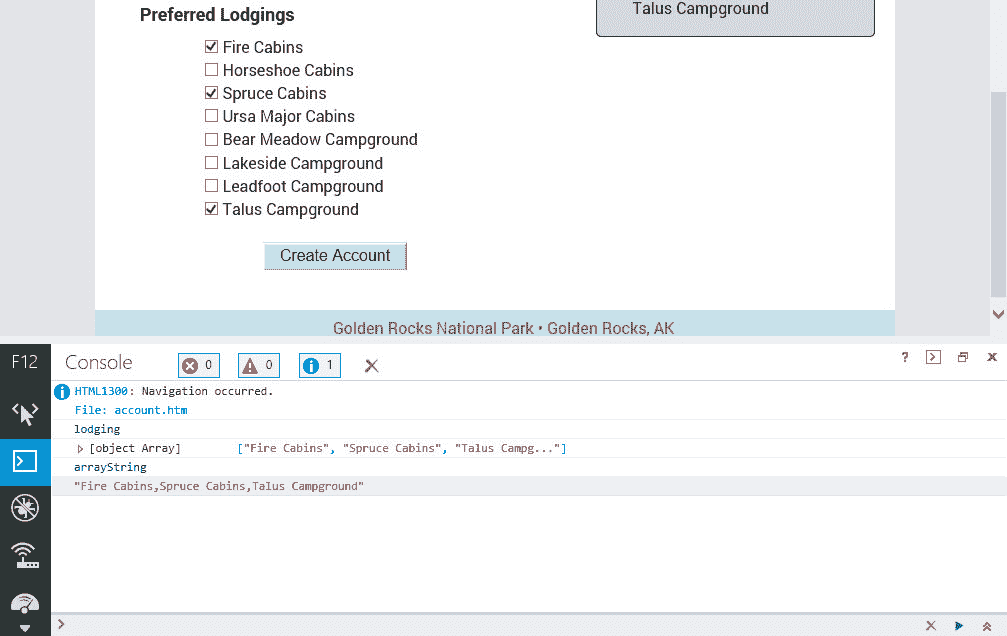 Talus Campground
Preferred Lodgings
Fire Cabins
Horseshoe Cabins
Spruce Cabins
Ursa Major Cabins
Bear Meadow Campground
Lakeside Campground
Leadfoot Campground
Talus Campground
Create Account
Golden Rocks National Park • Golden Rocks, AK
F12 Console 0 0 1 ?
HTML1300: Navigation occurred.
File: account.htm
lodging
[object Array] ["Fire Cabins", "Spruce Cabins", "Talus Campg..."]
arrayString
"Fire Cabins,Spruce Cabins,Talus Campground"